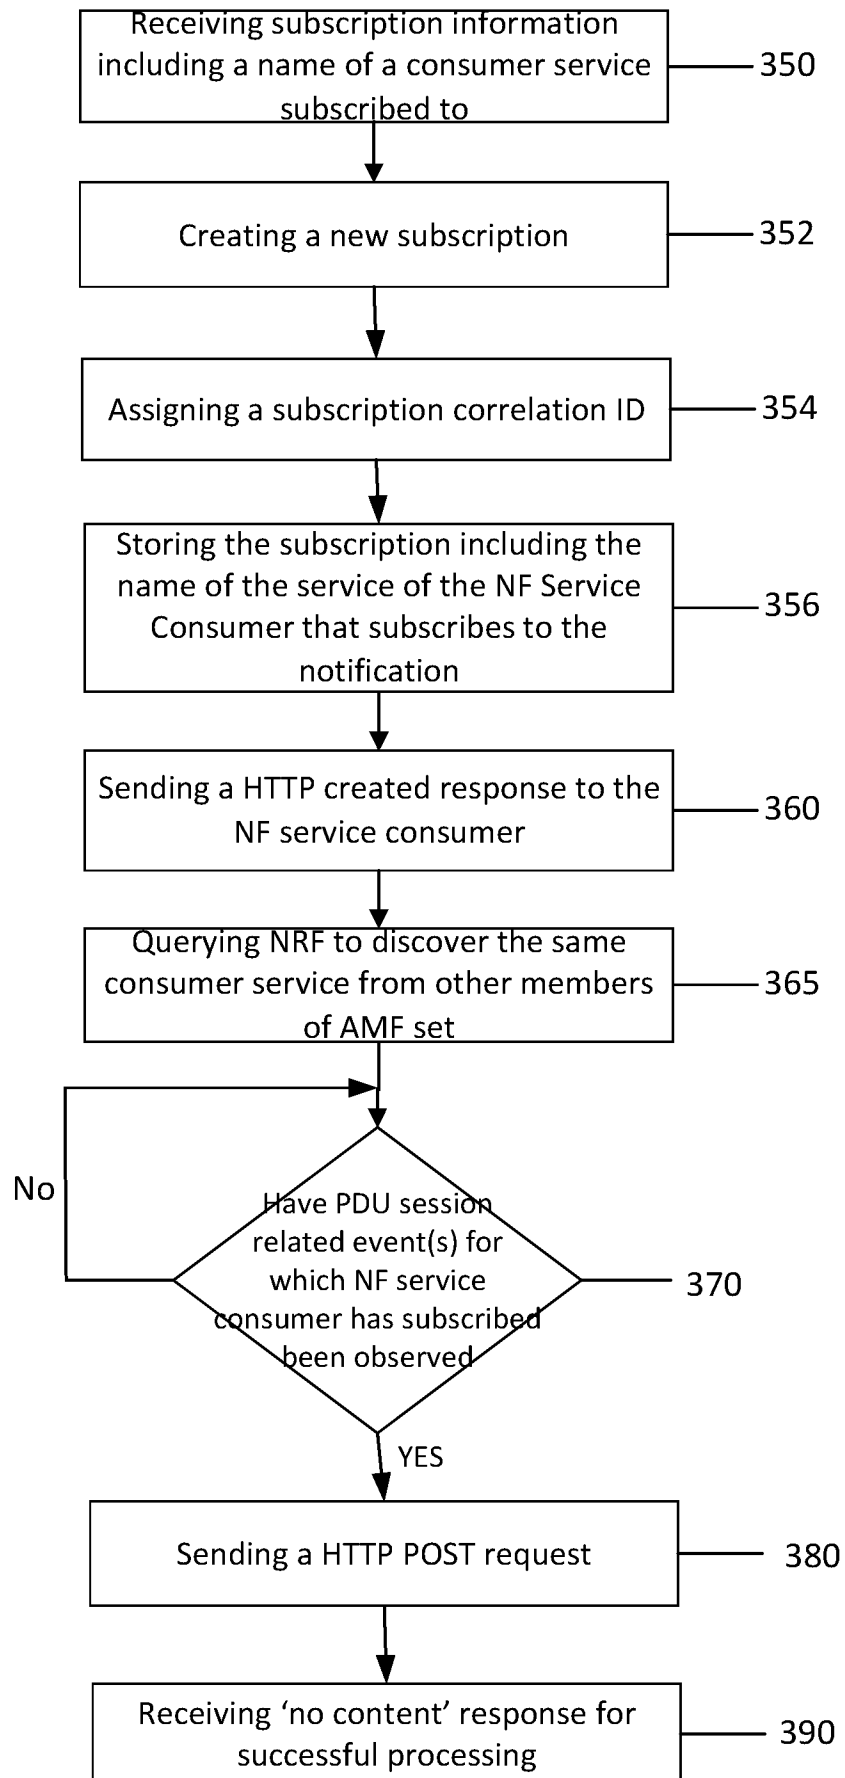 Receiving subscription information
including a name of a consumer service
subscribed to
350
Creating a new subscription
352
Assigning a subscription correlation ID
354
Storing the subscription including the
name of the service of the NF Service
Consumer that subscribes to the
notification
356
Sending a HTTP created response to the
NF service consumer
360
Querying NRF to discover the same
consumer service from other members
of AMF set
365
No
Have PDU session
related event(s) for
which NF service
consumer has subscribed
been observed
370
YES
Sending a HTTP POST request
380
Receiving ‘no content’ response for
successful processing
390